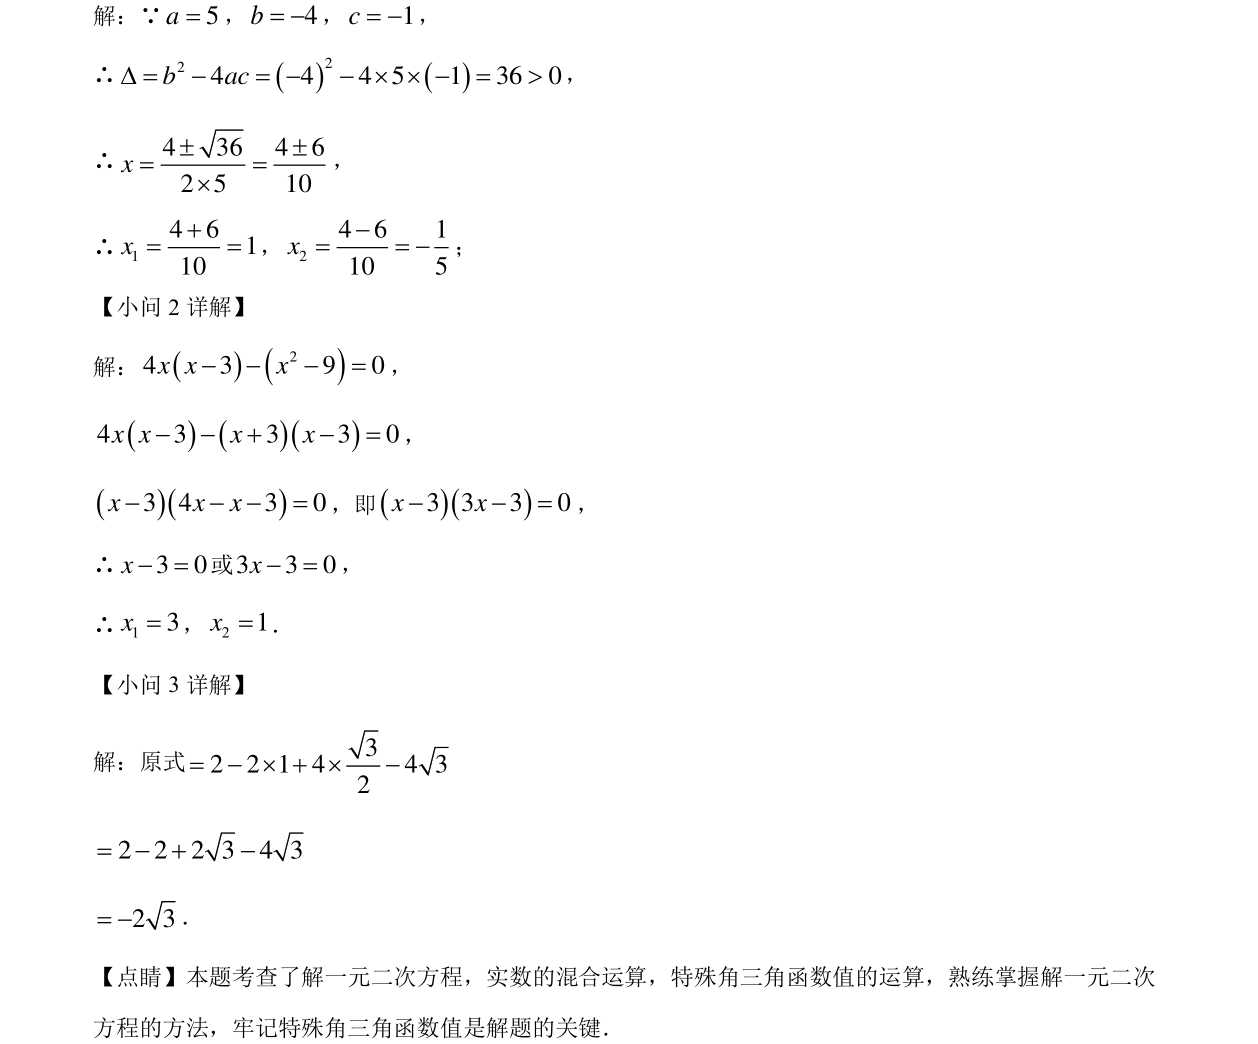 解：∵ a = 5， b = −4， c = −1，
∴ Δ = b² − 4ac = (−4)² − 4×5×(−1) = 36 > 0，
∴ x = (4±√36)/(2×5) = (4±6)/10，
∴ x₁ = (4+6)/10 = 1， x₂ = (4−6)/10 = −1/5；
【小问 2 详解】
解：4x(x−3)−(x²−9)=0，
4x(x−3)−(x+3)(x−3)=0，
(x−3)(4x−x−3)=0，即(x−3)(3x−3)=0，
∴ x−3=0或3x−3=0，
∴ x₁ = 3， x₂ = 1．
【小问 3 详解】
解：原式=2−2×1+4×√3/2−4√3
=2−2+2√3−4√3
=−2√3．
【点睛】本题考查了解一元二次方程，实数的混合运算，特殊角三角函数值的运算，熟练掌握解一元二次
方程的方法，牢记特殊角三角函数值是解题的关键．